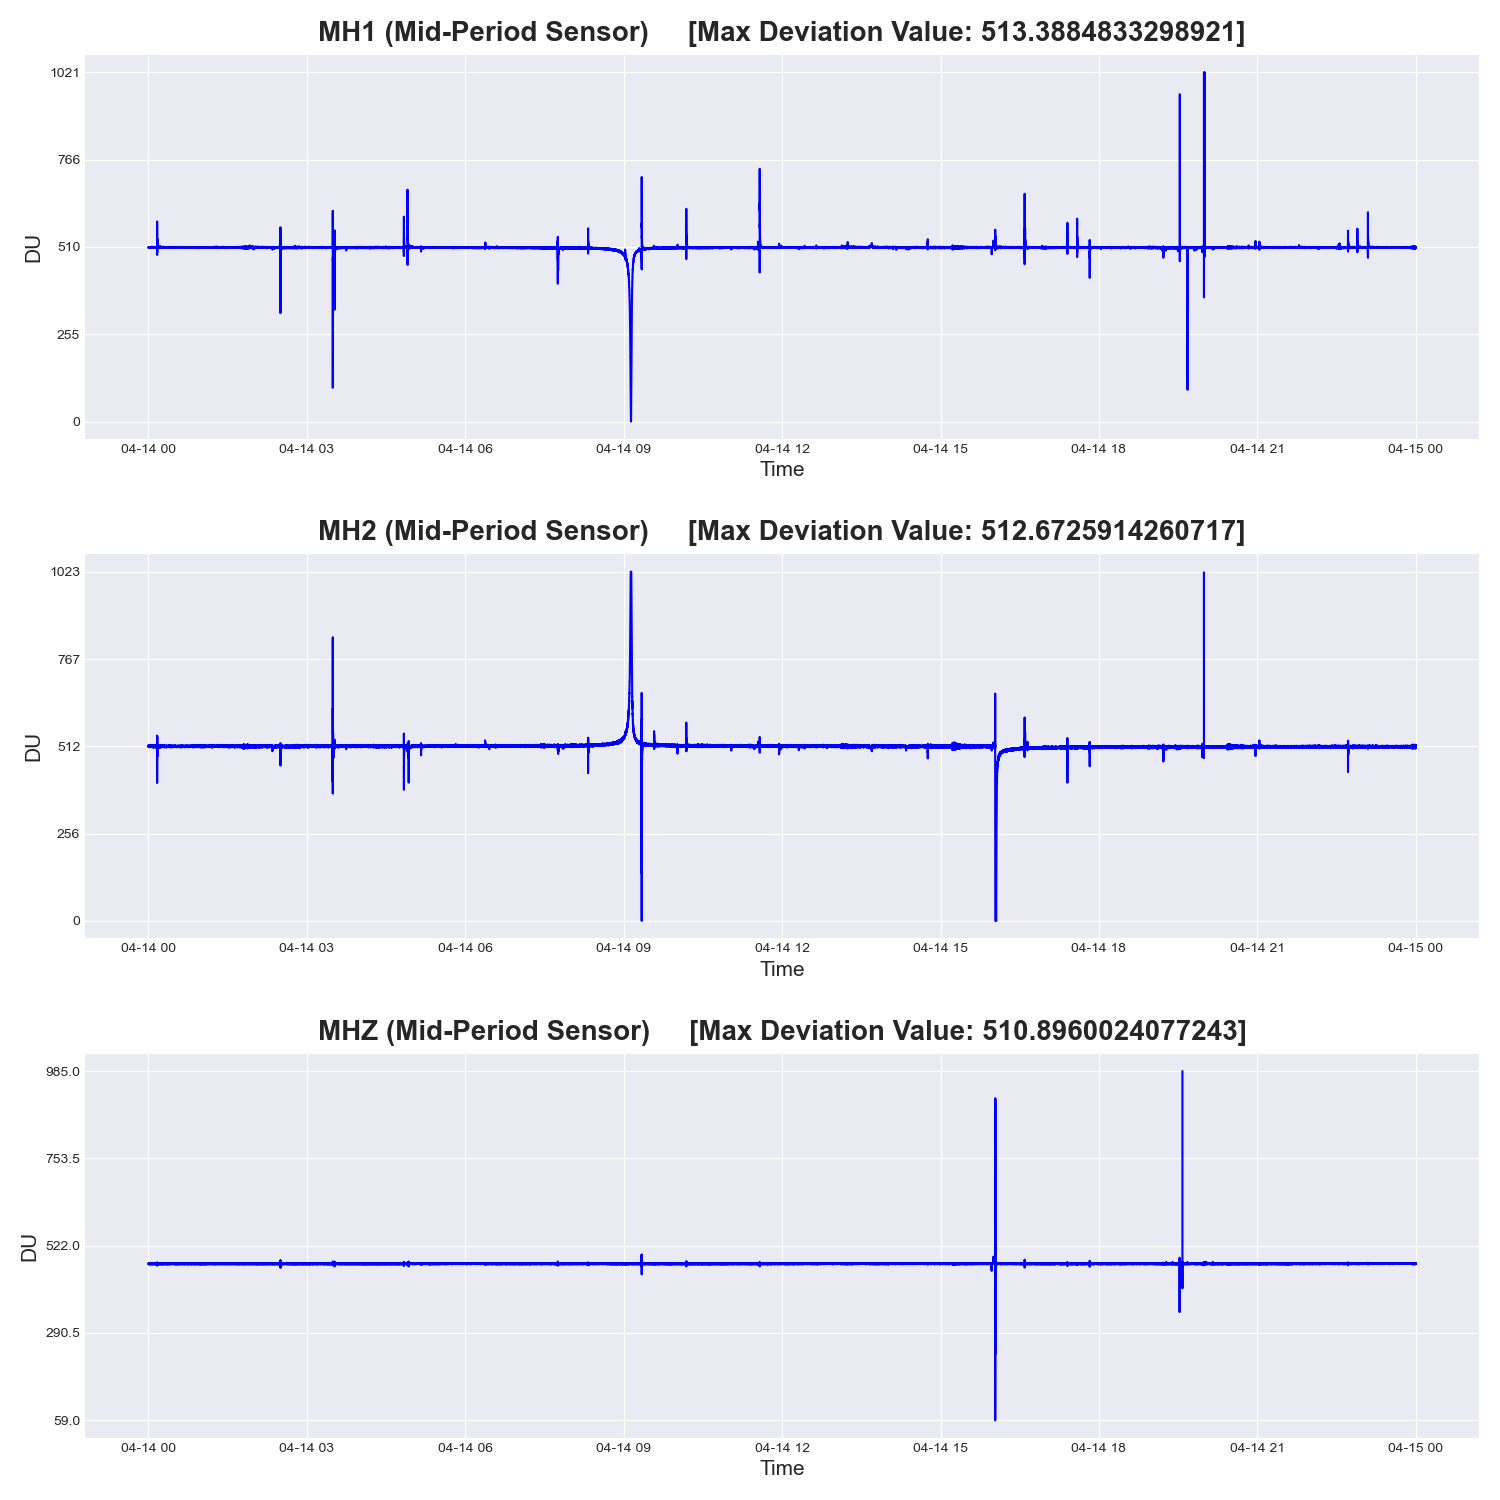 MH1 (Mid-Period Sensor) [Max Deviation Value: 513.3884833298921]
1021
766
510
255
0
DU
04-14 00 04-14 03 04-14 06 04-14 09 04-14 12 04-14 15 04-14 18 04-14 21 04-15 00
Time
MH2 (Mid-Period Sensor) [Max Deviation Value: 512.6725914260717]
1023
767
512
256
0
DU
04-14 00 04-14 03 04-14 06 04-14 09 04-14 12 04-14 15 04-14 18 04-14 21 04-15 00
Time
MHZ (Mid-Period Sensor) [Max Deviation Value: 510.8960024077243]
985.0
753.5
522.0
290.5
59.0
DU
04-14 00 04-14 03 04-14 06 04-14 09 04-14 12 04-14 15 04-14 18 04-14 21 04-15 00
Time